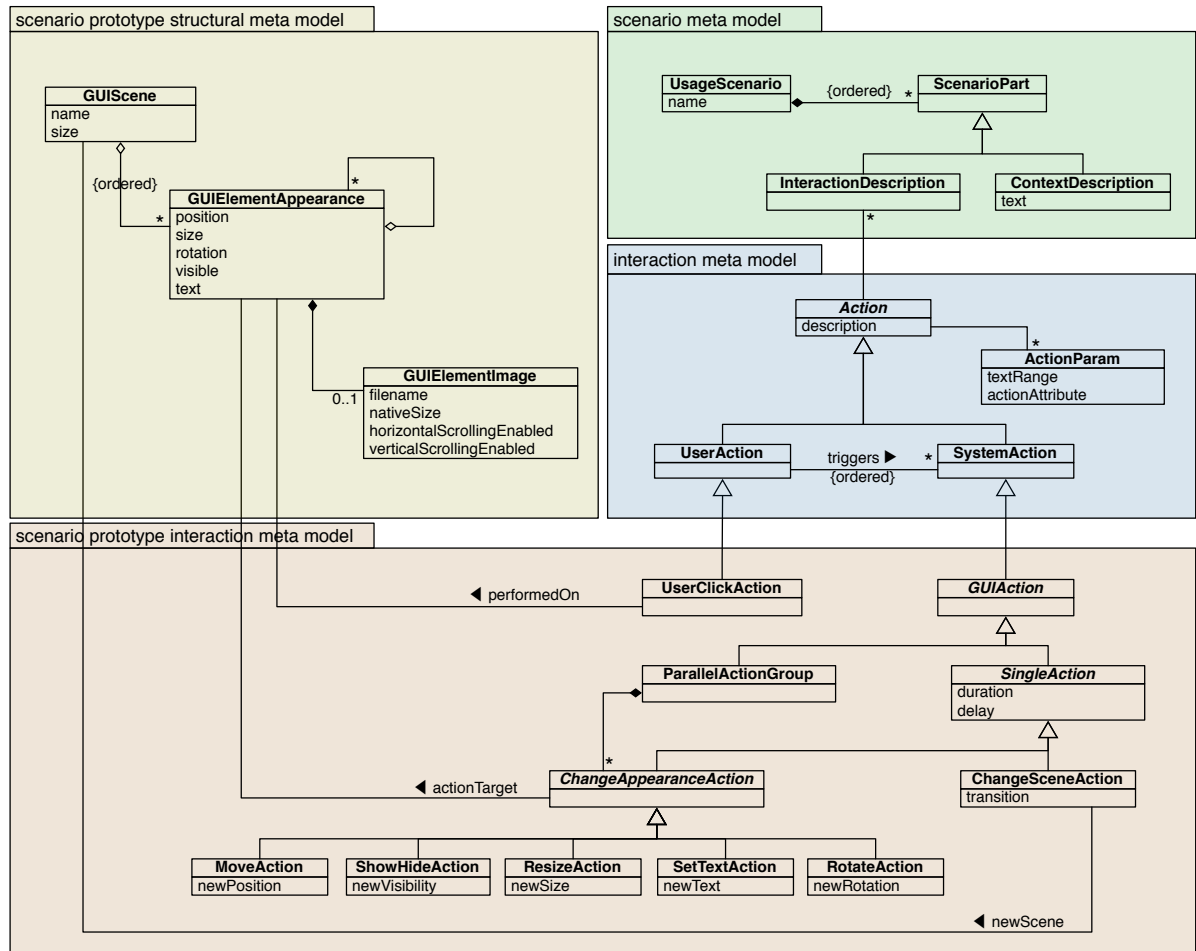 scenario prototype structural meta model
GUIScene
name
size
{ordered}
*
*
GUIElementAppearance
position
size
rotation
visible
text
0..1
GUIElementImage
filename
nativeSize
horizontalScrollingEnabled
verticalScrollingEnabled
scenario meta model
UsageScenario
name
{ordered}
*
ScenarioPart
InteractionDescription
*
ContextDescription
text
interaction meta model
Action
description
*
ActionParam
textRange
actionAttribute
UserAction
triggers ▶
{ordered}
*
SystemAction
scenario prototype interaction meta model
◀ performedOn
UserClickAction
GUIAction
ParallelActionGroup
*
SingleAction
duration
delay
◀ actionTarget
ChangeAppearanceAction
ChangeSceneAction
transition
MoveAction
newPosition
ShowHideAction
newVisibility
ResizeAction
newSize
SetTextAction
newText
RotateAction
newRotation
◀ newScene